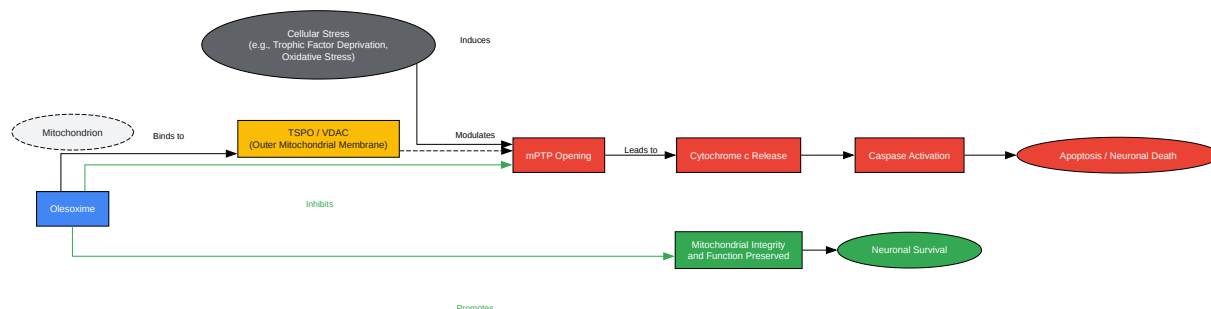 Cellular Stress
(e.g., Trophic Factor Deprivation,
Oxidative Stress)
Induces
Mitochondrion
Binds to
TSPO / VDAC
(Outer Mitochondrial Membrane)
Modulates
mPTP Opening
Leads to
Cytochrome c Release
Caspase Activation
Apoptosis / Neuronal Death
Olesoxime
Inhibits
Mitochondrial Integrity
and Function Preserved
Neuronal Survival
Promotes